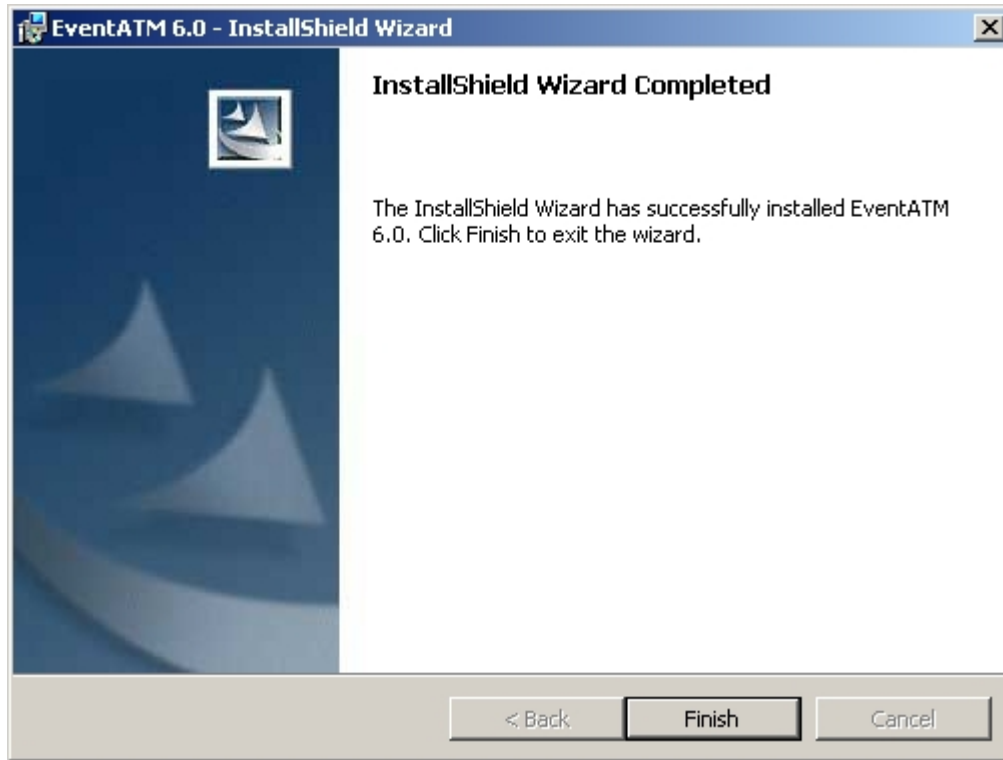 EventATM 6.0 - InstallShield Wizard
InstallShield Wizard Completed
The InstallShield Wizard has successfully installed EventATM
6.0. Click Finish to exit the wizard.
< Back
Finish
Cancel